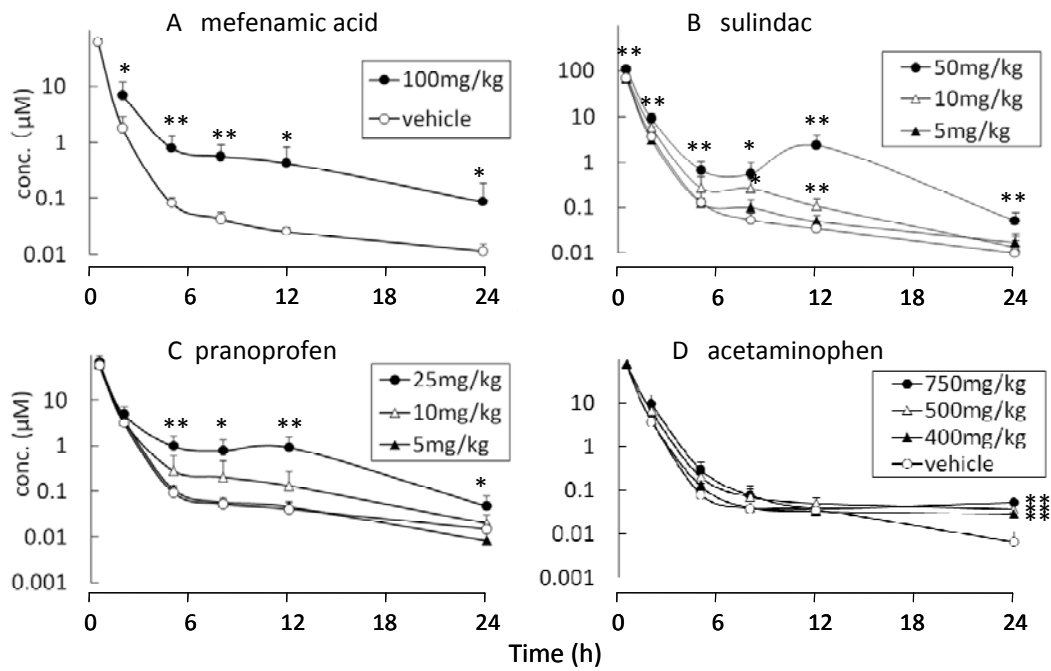 A mefenamic acid
conc. (μM)
10
1
0.1
0.01
100mg/kg
vehicle
*
**
**
*
*
0 6 12 18 24
B sulindac
100
10
1
0.1
0.01
50mg/kg
10mg/kg
5mg/kg
**
**
**
*
*
**
**
**
0 6 12 18 24
C pranoprofen
conc. (μM)
10
1
0.1
0.01
0.001
25mg/kg
10mg/kg
5mg/kg
**
*
**
*
0 6 12 18 24
D acetaminophen
10
1
0.1
0.01
0.001
750mg/kg
500mg/kg
400mg/kg
vehicle
**
**
**
0 6 12 18 24
Time (h)